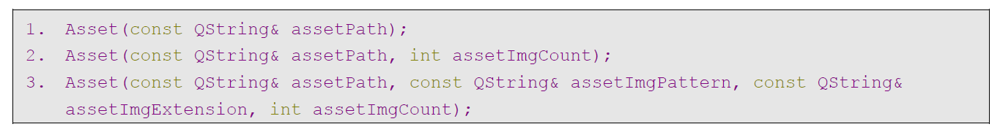 1. Asset(const QString& assetPath);
2. Asset(const QString& assetPath, int assetImgCount);
3. Asset(const QString& assetPath, const QString& assetImgPattern, const QString&
assetImgExtension, int assetImgCount);